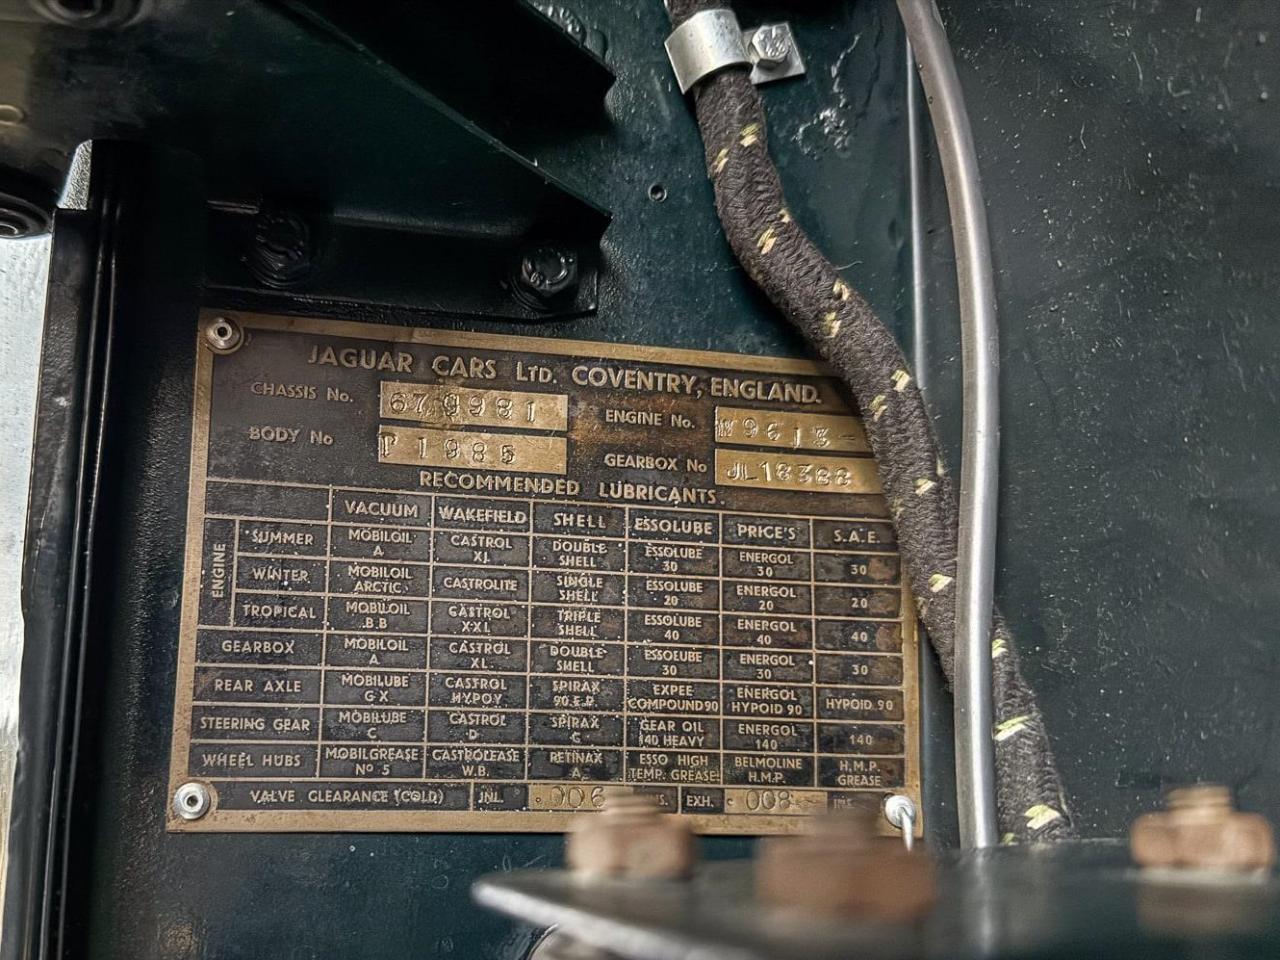 JAGUAR CARS LTD. COVENTRY, ENGLAND.
CHASSIS No. 679981 ENGINE No. W9613-
BODY No P1985 GEARBOX No JL18388
RECOMMENDED LUBRICANTS.
VACUUM WAKEFIELD SHELL ESSOLUBE PRICE'S S.A.E.
ENGINE
SUMMER MOBILOIL A CASTROL XL DOUBLE SHELL ESSOLUBE 30 ENERGOL 30 30
WINTER MOBILOIL ARCTIC CASTROLITE SINGLE SHELL ESSOLUBE 20 ENERGOL 20 20
TROPICAL MOBILOIL B.B CASTROL XXL TRIPLE SHELL ESSOLUBE 40 ENERGOL 40 40
GEARBOX MOBILOIL A CASTROL XL DOUBLE SHELL ESSOLUBE 30 ENERGOL 30 30
REAR AXLE MOBILUBE GX CASTROL HYPOY SPIRAX 90 E.P. EXPEE COMPOUND 90 ENERGOL HYPOID 90 HYPOID 90
STEERING GEAR MOBILUBE C CASTROL D SPIRAX C GEAR OIL 140 HEAVY ENERGOL 140 140
WHEEL HUBS MOBILGREASE No 5 CASTROLEASE W.B. RETINAX A ESSO HIGH TEMP. GREASE BELMOLINE H.M.P. H.M.P. GREASE
VALVE CLEARANCE (COLD) INL. .006 INS. EXH. .008 INS.